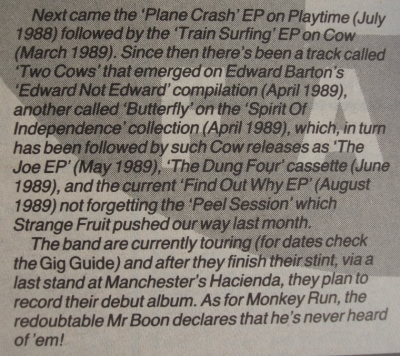 Next came the ‘Plane Crash’ EP on Playtime (July
1988) followed by the ‘Train Surfing’ EP on Cow
(March 1989). Since then there’s been a track called
‘Two Cows’ that emerged on Edward Barton’s
‘Edward Not Edward’ compilation (April 1989),
another called ‘Butterfly’ on the ‘Spirit Of
Independence’ collection (April 1989), which, in turn
has been followed by such Cow releases as ‘The
Joe EP’ (May 1989), ‘The Dung Four’ cassette (June
1989), and the current ‘Find Out Why EP’ (August
1989) not forgetting the ‘Peel Session’ which
Strange Fruit pushed our way last month.
The band are currently touring (for dates check
the Gig Guide) and after they finish their stint, via a
last stand at Manchester’s Hacienda, they plan to
record their debut album. As for Monkey Run, the
redoubtable Mr Boon declares that he’s never heard
of ’em!